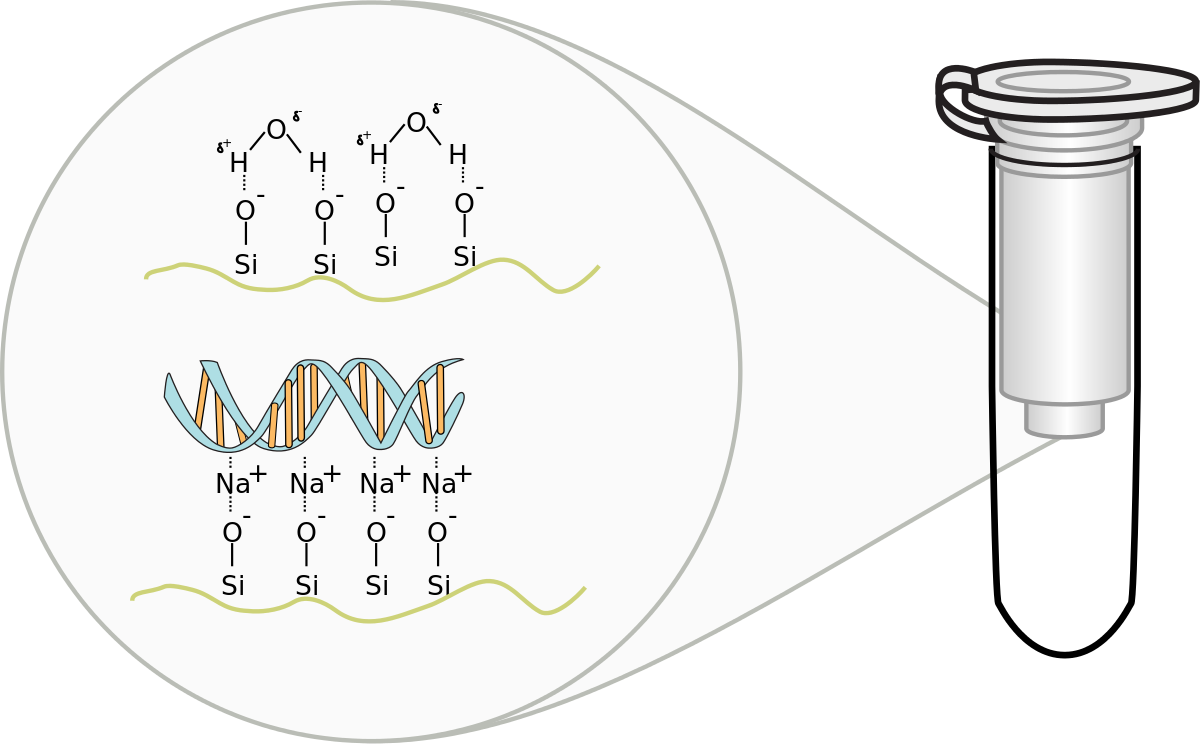 O δ- O δ-
δ+ H H δ+ H H
O- O- O- O-
Si Si Si Si
Na+ Na+ Na+ Na+
O- O- O- O-
Si Si Si Si